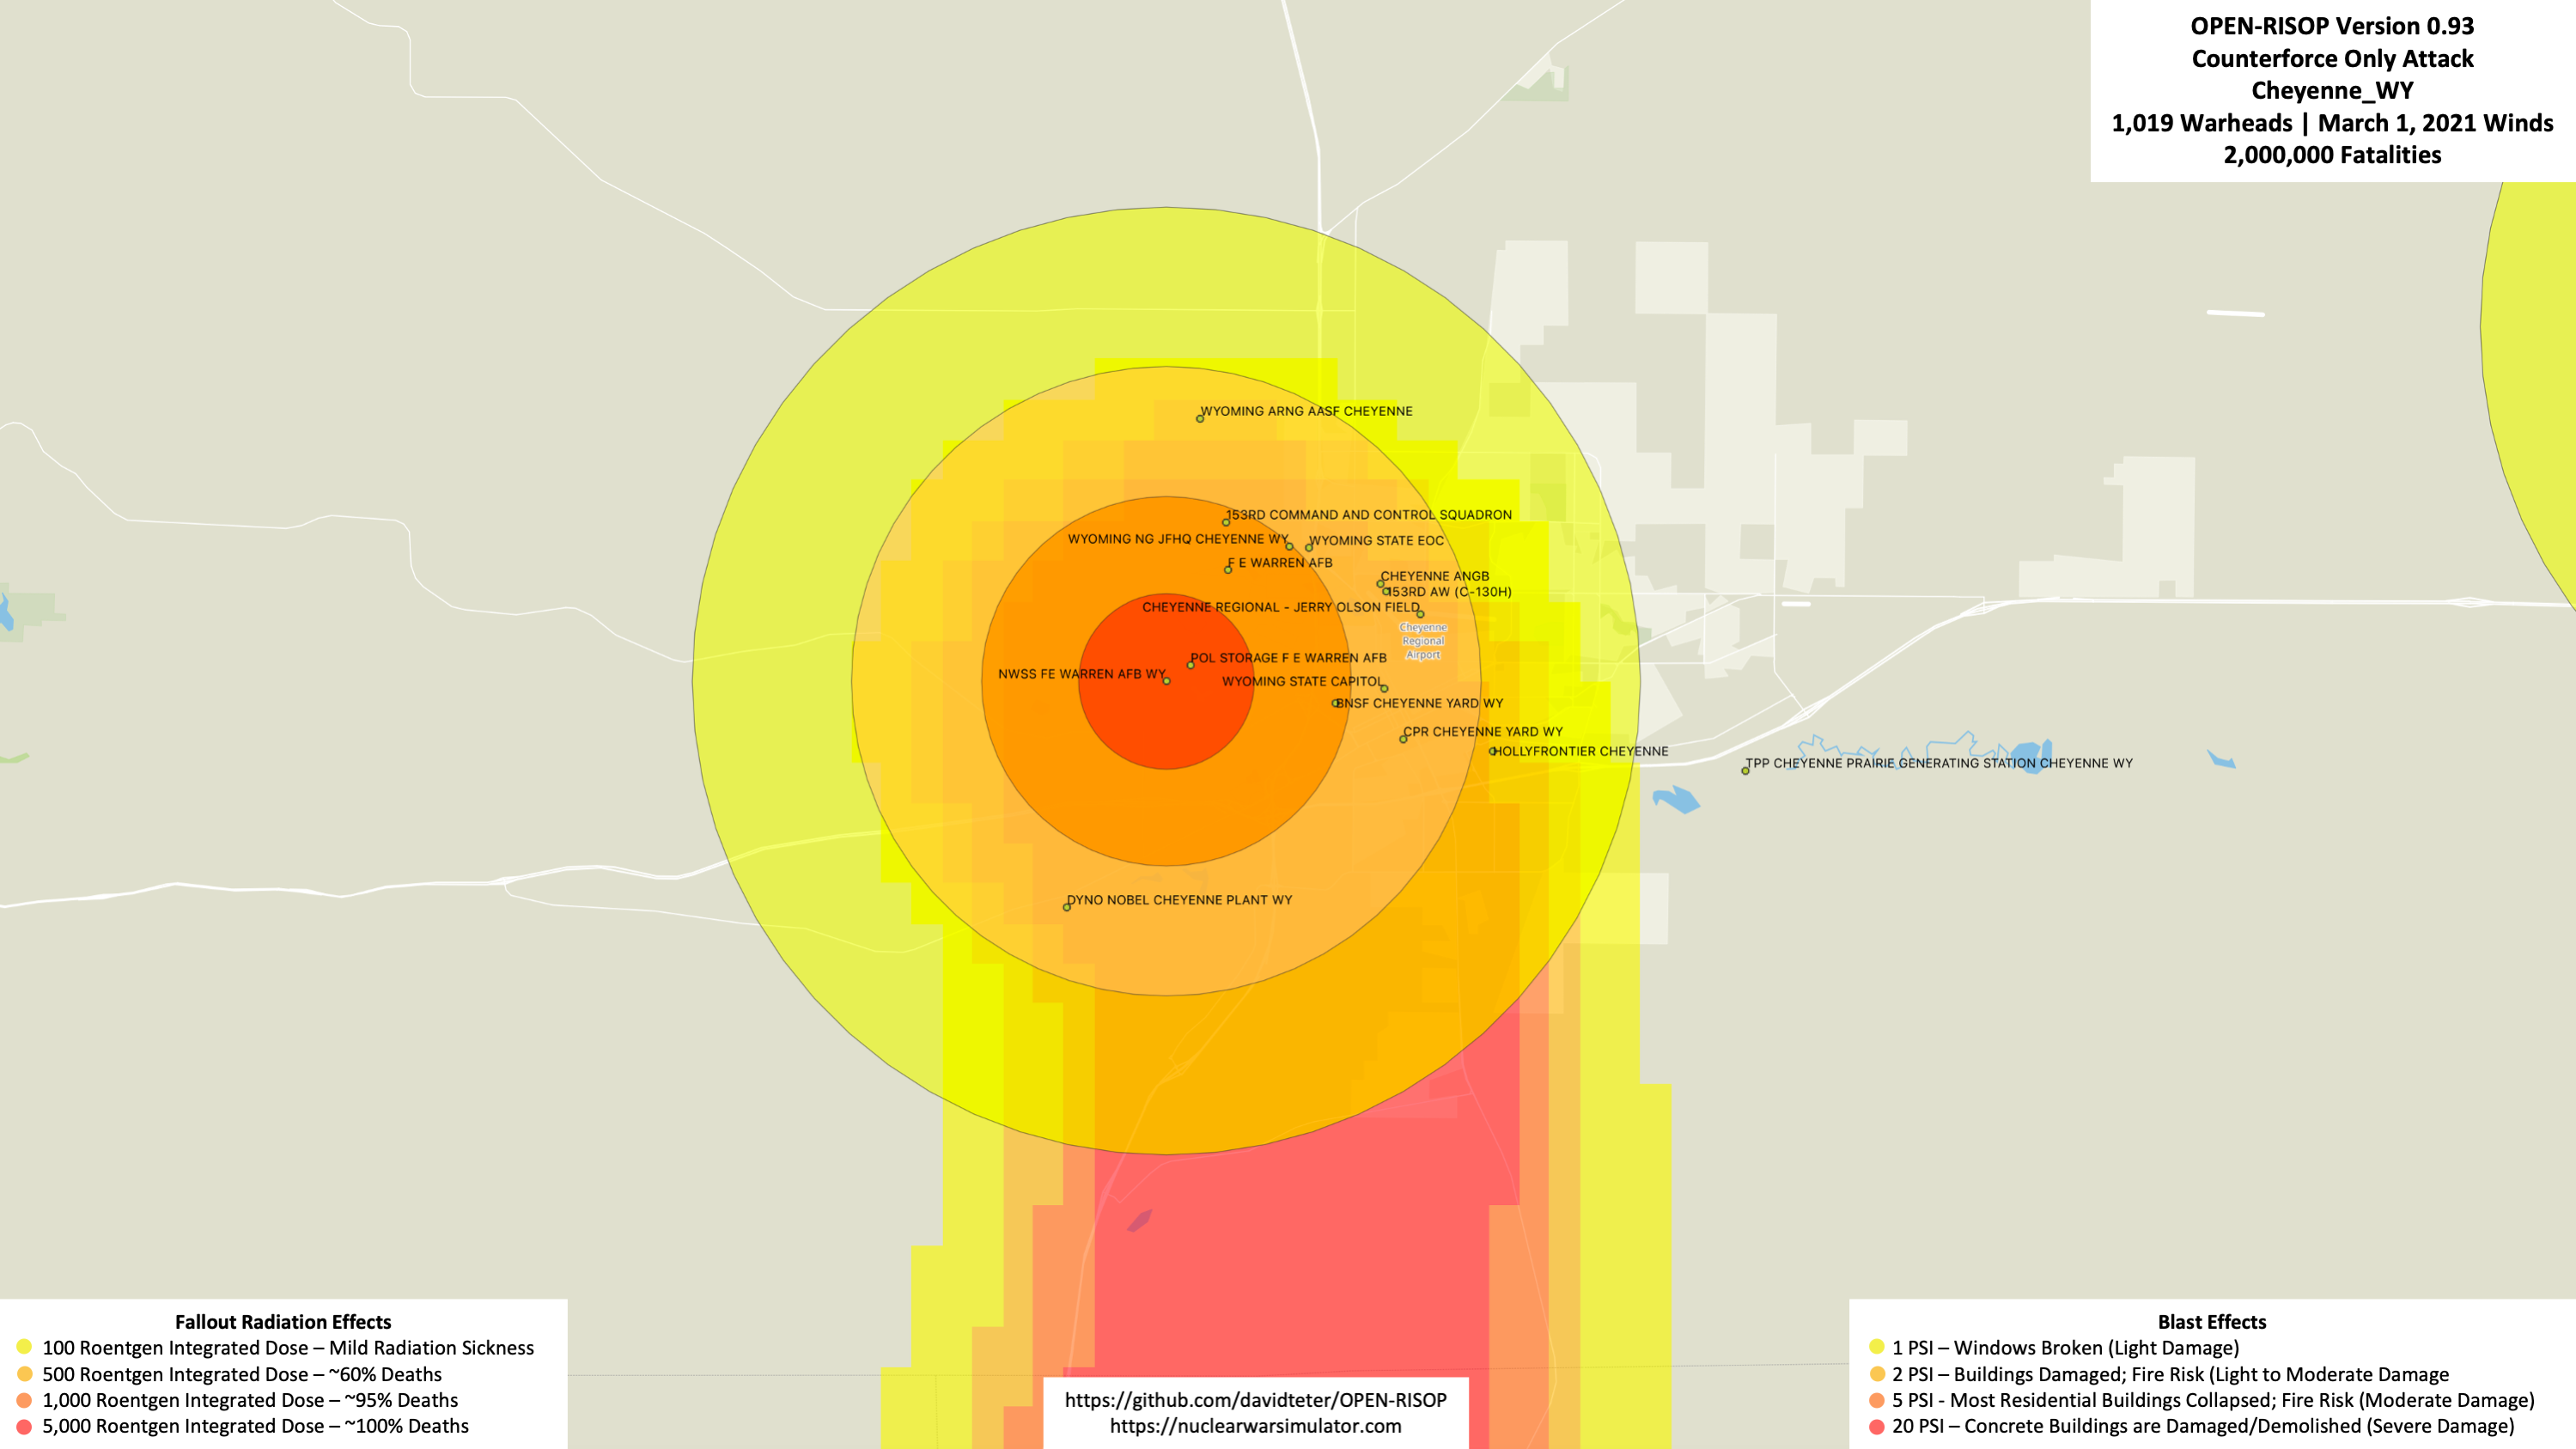 OPEN-RISOP Version 0.93
Counterforce Only Attack
Cheyenne_WY
1,019 Warheads | March 1, 2021 Winds
2,000,000 Fatalities
WYOMING ARNG AASF CHEYENNE
153RD COMMAND AND CONTROL SQUADRON
WYOMING NG JFHQ CHEYENNE WY
WYOMING STATE EOC
F E WARREN AFB
CHEYENNE ANGB
153RD AW (C-130H)
CHEYENNE REGIONAL - JERRY OLSON FIELD
Cheyenne
Regional
Airport
POL STORAGE F E WARREN AFB
NWSS FE WARREN AFB WY
WYOMING STATE CAPITOL
BNSF CHEYENNE YARD WY
CPR CHEYENNE YARD WY
HOLLYFRONTIER CHEYENNE
TPP CHEYENNE PRAIRIE GENERATING STATION CHEYENNE WY
DYNO NOBEL CHEYENNE PLANT WY
Fallout Radiation Effects
100 Roentgen Integrated Dose – Mild Radiation Sickness
500 Roentgen Integrated Dose – ~60% Deaths
1,000 Roentgen Integrated Dose – ~95% Deaths
5,000 Roentgen Integrated Dose – ~100% Deaths
https://github.com/davidteter/OPEN-RISOP
https://nuclearwarsimulator.com
Blast Effects
1 PSI – Windows Broken (Light Damage)
2 PSI – Buildings Damaged; Fire Risk (Light to Moderate Damage
5 PSI - Most Residential Buildings Collapsed; Fire Risk (Moderate Damage)
20 PSI – Concrete Buildings are Damaged/Demolished (Severe Damage)